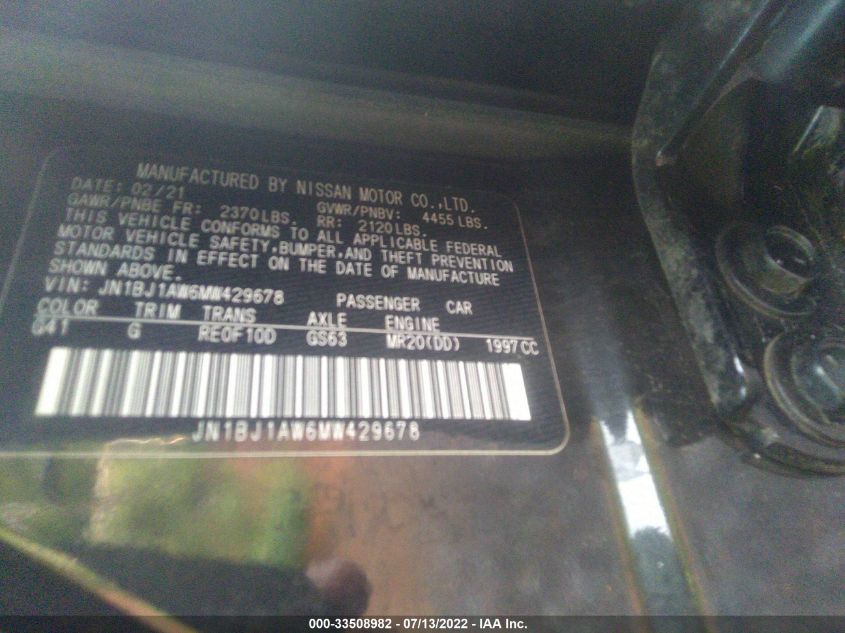 MANUFACTURED BY NISSAN MOTOR CO.,LTD.
DATE: 02/21 GVWR/PNBV: 4455 LBS.
GAWR/PNBE FR: 2370LBS. RR: 2120LBS.
THIS VEHICLE CONFORMS TO ALL APPLICABLE FEDERAL
MOTOR VEHICLE SAFETY,BUMPER,AND THEFT PREVENTION
STANDARDS IN EFFECT ON THE DATE OF MANUFACTURE
SHOWN ABOVE.
VIN: JN1BJ1AW6MW429678 PASSENGER CAR
COLOR TRIM TRANS AXLE ENGINE
G41 G RE0F10D GS63 MR20(DD) 1997CC
JN1BJ1AW6MW429678
000-33508982 - 07/13/2022 - IAA Inc.